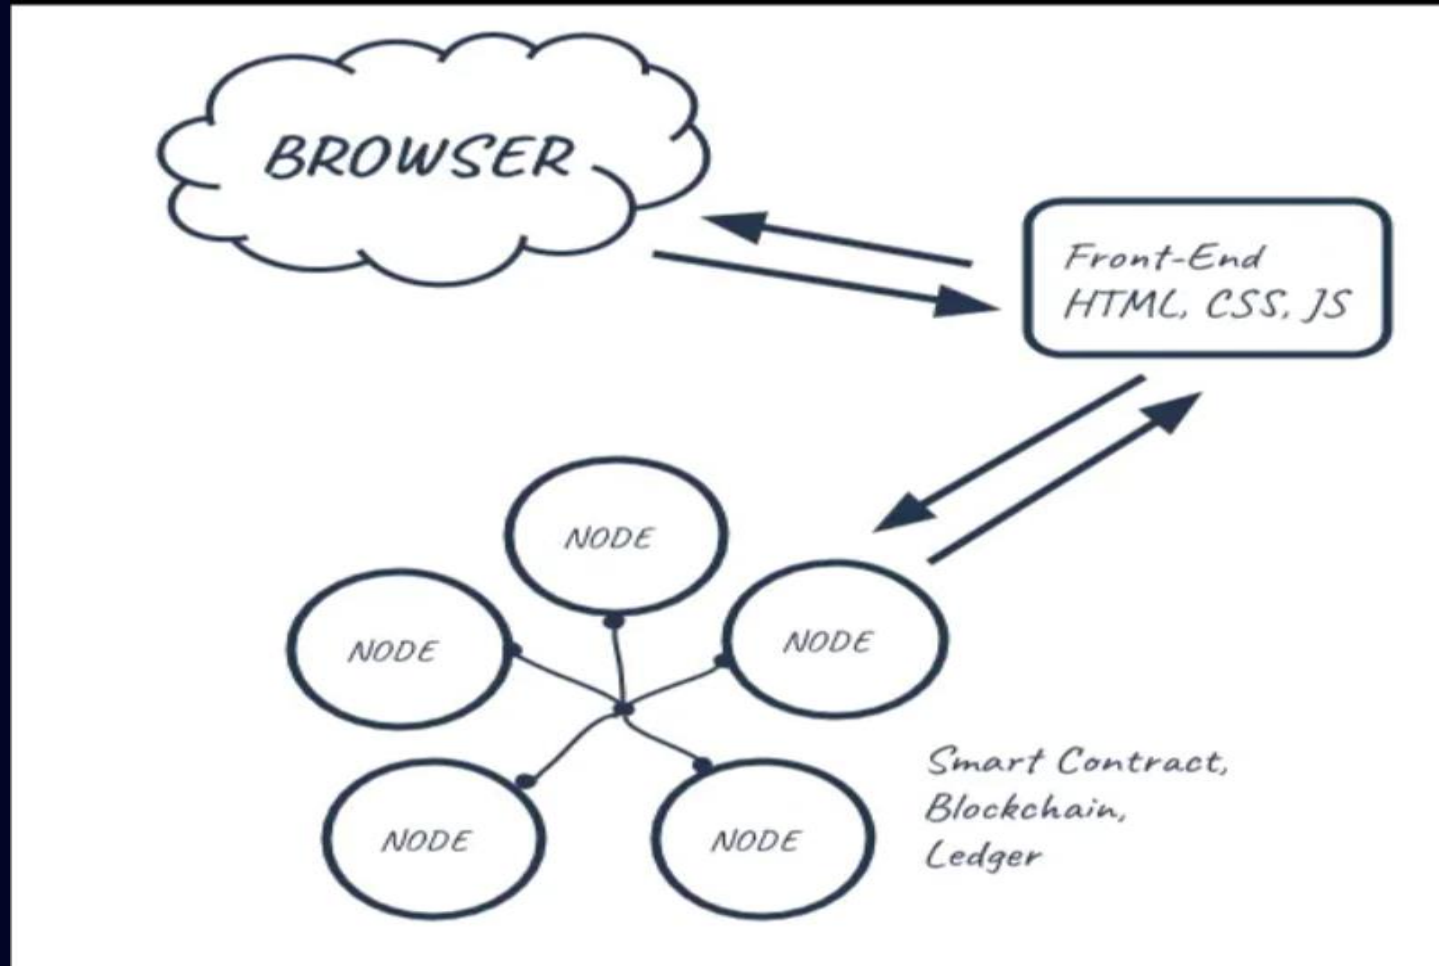 BROWSER
Front-End
HTML, CSS, JS
NODE
NODE
NODE
NODE
NODE
Smart Contract,
Blockchain,
Ledger